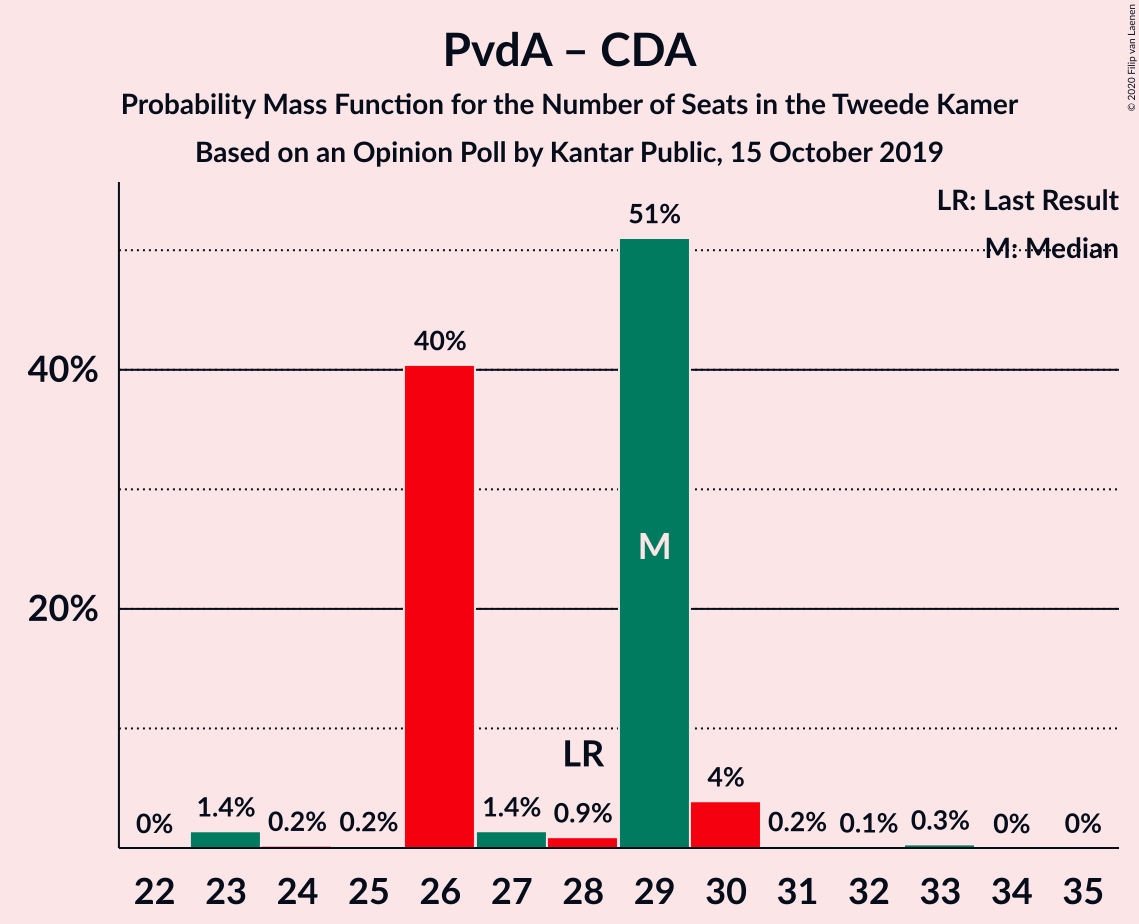 PvdA – CDA
Probability Mass Function for the Number of Seats in the Tweede Kamer
Based on an Opinion Poll by Kantar Public, 15 October 2019
© 2020 Filip van Laenen
LR: Last Result
M: Median
51%
40%
40%
M
20%
LR
4%
0%
1.4%
0.2%
0.2%
1.4%
0.9%
0.2%
0.1%
0.3%
0%
0%
22 23 24 25 26 27 28 29 30 31 32 33 34 35